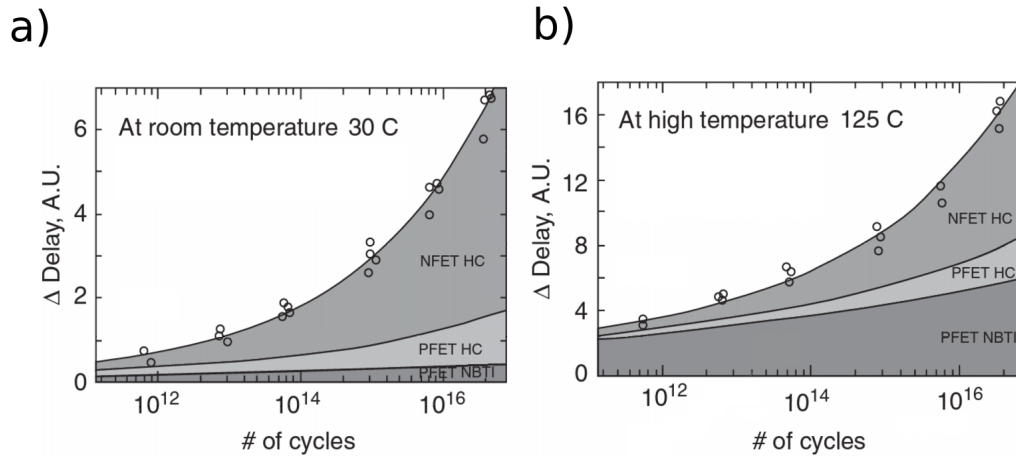 a)
At room temperature 30 C
Δ Delay, A.U.
6
4
2
0
NFET HC
PFET HC
PFET NBTI
10^12
10^14
10^16
# of cycles
b)
At high temperature 125 C
Δ Delay, A.U.
16
12
8
4
0
NFET HC
PFET HC
PFET NBTI
10^12
10^14
10^16
# of cycles